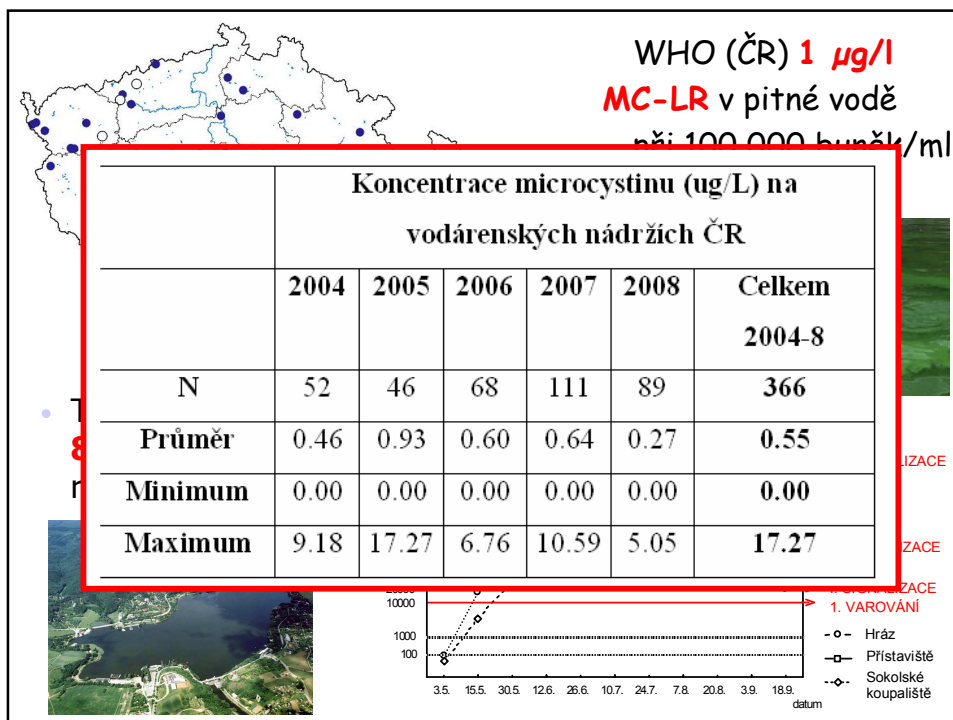 WHO (ČR) 1 µg/l
MC-LR v pitné vodě
při 100 000 buněk/ml
Koncentrace microcystinu (ug/L) na
vodárenských nádržích ČR
2004 2005 2006 2007 2008 Celkem
2004-8
N 52 46 68 111 89 366
Průměr 0.46 0.93 0.60 0.64 0.27 0.55
Minimum 0.00 0.00 0.00 0.00 0.00 0.00
Maximum 9.18 17.27 6.76 10.59 5.05 17.27
10000
1. VAROVÁNÍ
1000
100
Hráz
Přístaviště
Sokolské
koupaliště
3.5. 15.5. 30.5. 12.6. 26.6. 10.7. 24.7. 7.8. 20.8. 3.9. 18.9.
datum